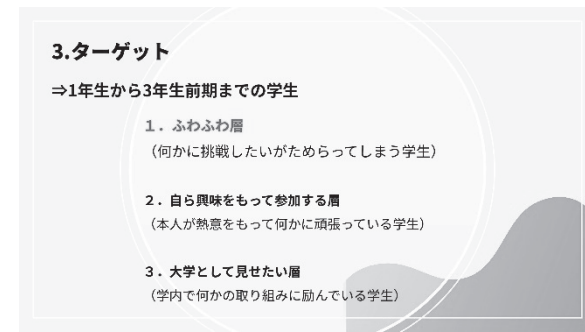 3.ターゲット
⇒1年生から3年生前期までの学生
１．ふわふわ層
（何かに挑戦したいがためらってしまう学生）
２．自ら興味をもって参加する層
（本人が熱意をもって何かに頑張っている学生）
３．大学として見せたい層
（学内で何かの取り組みに励んでいる学生）